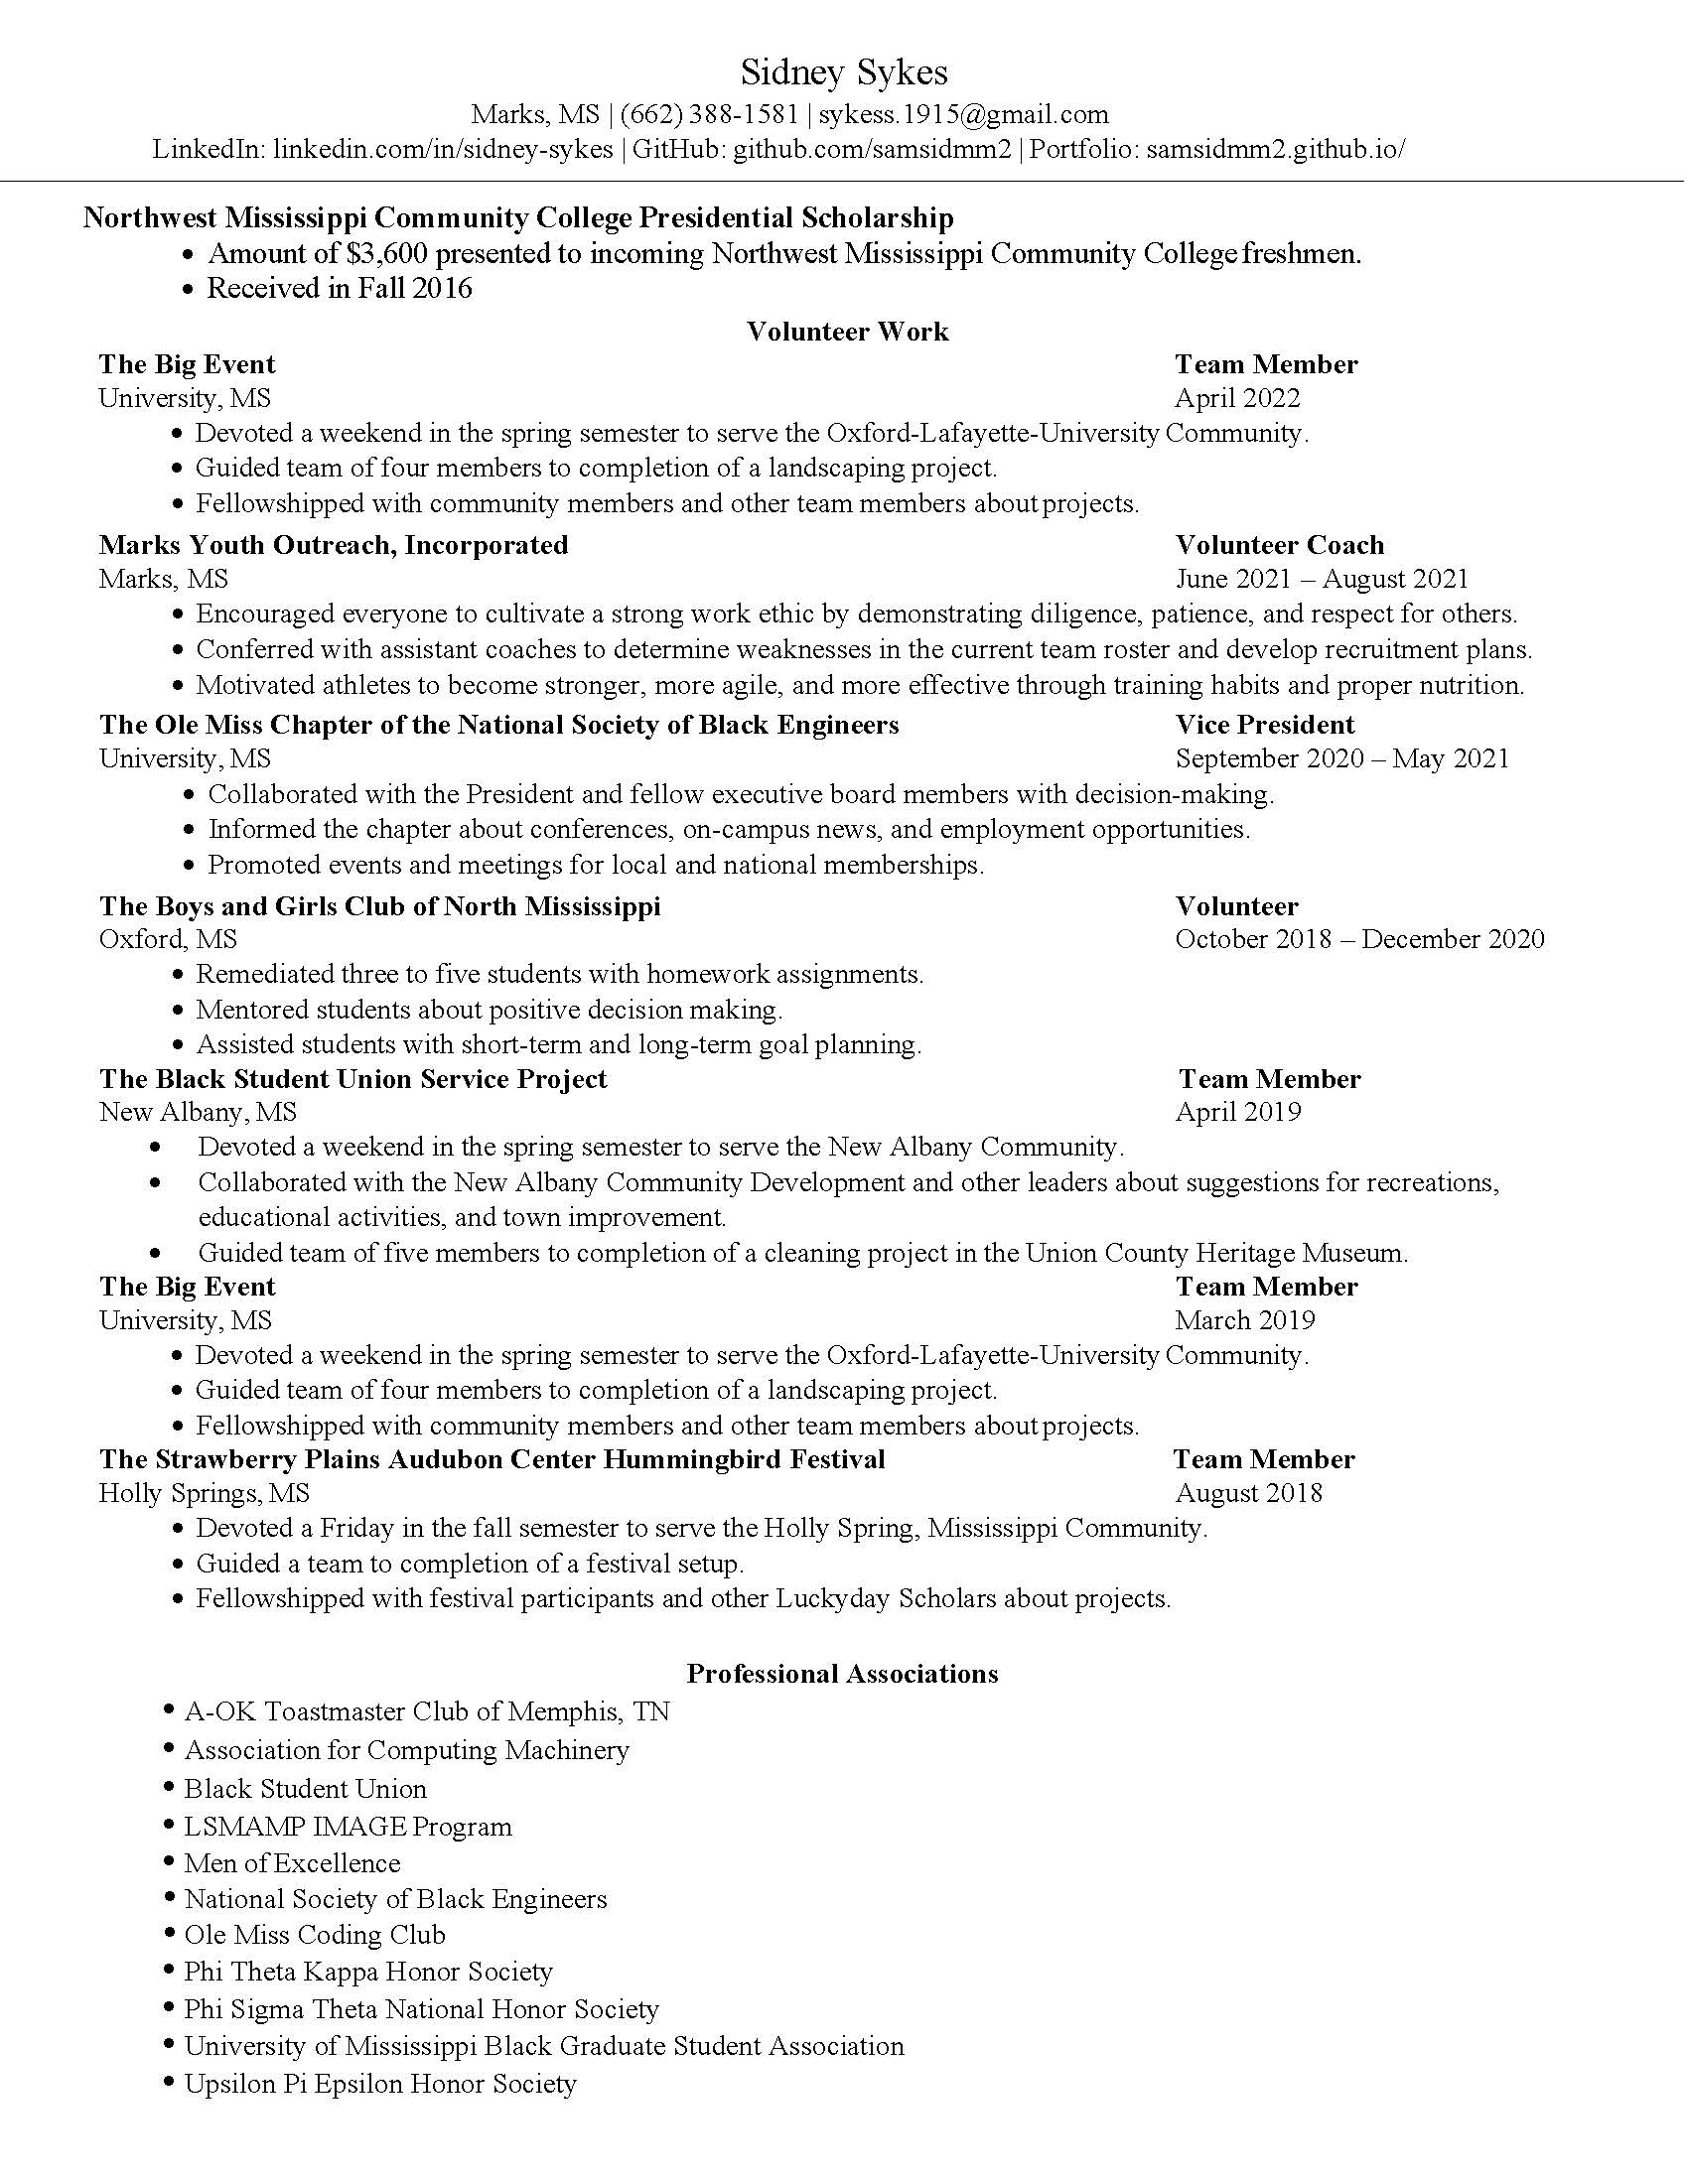 Sidney Sykes
Marks, MS | (662) 388-1581 | sykess.1915@gmail.com
LinkedIn: linkedin.com/in/sidney-sykes | GitHub: github.com/samsidmm2 | Portfolio: samsidmm2.github.io/
Northwest Mississippi Community College Presidential Scholarship
• Amount of $3,600 presented to incoming Northwest Mississippi Community College freshmen.
• Received in Fall 2016
Volunteer Work
The Big Event Team Member
University, MS April 2022
• Devoted a weekend in the spring semester to serve the Oxford-Lafayette-University Community.
• Guided team of four members to completion of a landscaping project.
• Fellowshipped with community members and other team members about projects.
Marks Youth Outreach, Incorporated Volunteer Coach
Marks, MS June 2021 – August 2021
• Encouraged everyone to cultivate a strong work ethic by demonstrating diligence, patience, and respect for others.
• Conferred with assistant coaches to determine weaknesses in the current team roster and develop recruitment plans.
• Motivated athletes to become stronger, more agile, and more effective through training habits and proper nutrition.
The Ole Miss Chapter of the National Society of Black Engineers Vice President
University, MS September 2020 – May 2021
• Collaborated with the President and fellow executive board members with decision-making.
• Informed the chapter about conferences, on-campus news, and employment opportunities.
• Promoted events and meetings for local and national memberships.
The Boys and Girls Club of North Mississippi Volunteer
Oxford, MS October 2018 – December 2020
• Remediated three to five students with homework assignments.
• Mentored students about positive decision making.
• Assisted students with short-term and long-term goal planning.
The Black Student Union Service Project Team Member
New Albany, MS April 2019
• Devoted a weekend in the spring semester to serve the New Albany Community.
• Collaborated with the New Albany Community Development and other leaders about suggestions for recreations,
educational activities, and town improvement.
• Guided team of five members to completion of a cleaning project in the Union County Heritage Museum.
The Big Event Team Member
University, MS March 2019
• Devoted a weekend in the spring semester to serve the Oxford-Lafayette-University Community.
• Guided team of four members to completion of a landscaping project.
• Fellowshipped with community members and other team members about projects.
The Strawberry Plains Audubon Center Hummingbird Festival Team Member
Holly Springs, MS August 2018
• Devoted a Friday in the fall semester to serve the Holly Spring, Mississippi Community.
• Guided a team to completion of a festival setup.
• Fellowshipped with festival participants and other Luckyday Scholars about projects.
Professional Associations
• A-OK Toastmaster Club of Memphis, TN
• Association for Computing Machinery
• Black Student Union
• LSMAMP IMAGE Program
• Men of Excellence
• National Society of Black Engineers
• Ole Miss Coding Club
• Phi Theta Kappa Honor Society
• Phi Sigma Theta National Honor Society
• University of Mississippi Black Graduate Student Association
• Upsilon Pi Epsilon Honor Society